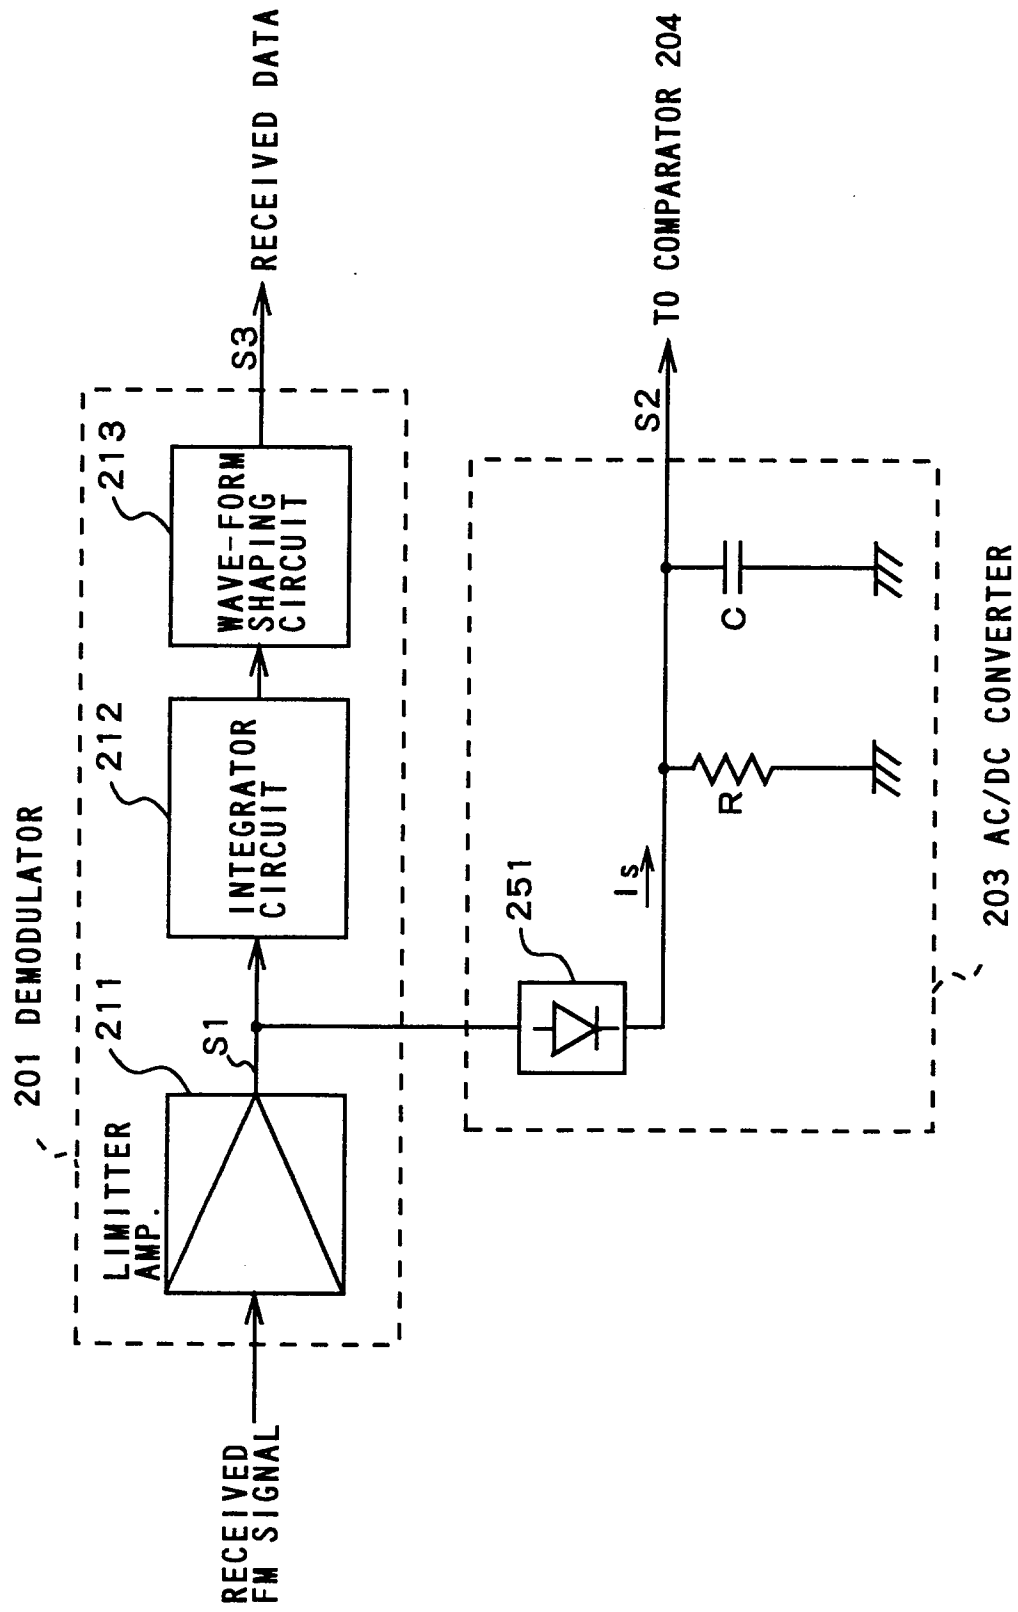 201 DEMODULATOR
LIMITTER
AMP.
211
212
213
RECEIVED
FM SIGNAL
S1
INTEGRATOR
CIRCUIT
WAVE-FORM
SHAPING
CIRCUIT
S3
RECEIVED DATA
251
Is
R
C
S2
TO COMPARATOR 204
203 AC/DC CONVERTER